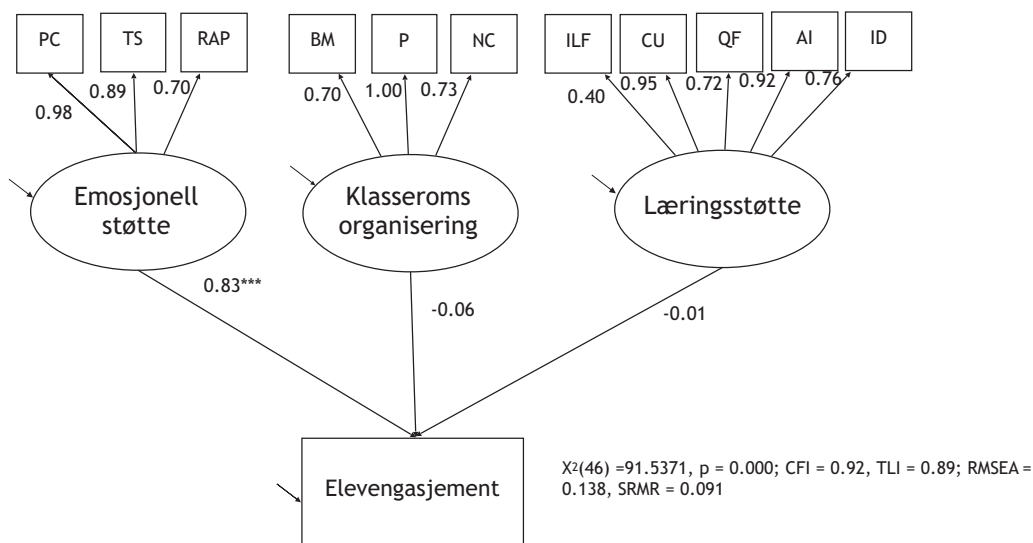 PC TS RAP BM P NC ILF CU QF AI ID
0.98 0.89 0.70 0.70 1.00 0.73 0.40 0.95 0.72 0.92 0.76
Emosjonell
støtte
Klasseroms
organisering
Læringsstøtte
0.83***
-0.06
-0.01
Elevengasjement
X²(46) =91.5371, p = 0.000; CFI = 0.92, TLI = 0.89; RMSEA =
0.138, SRMR = 0.091